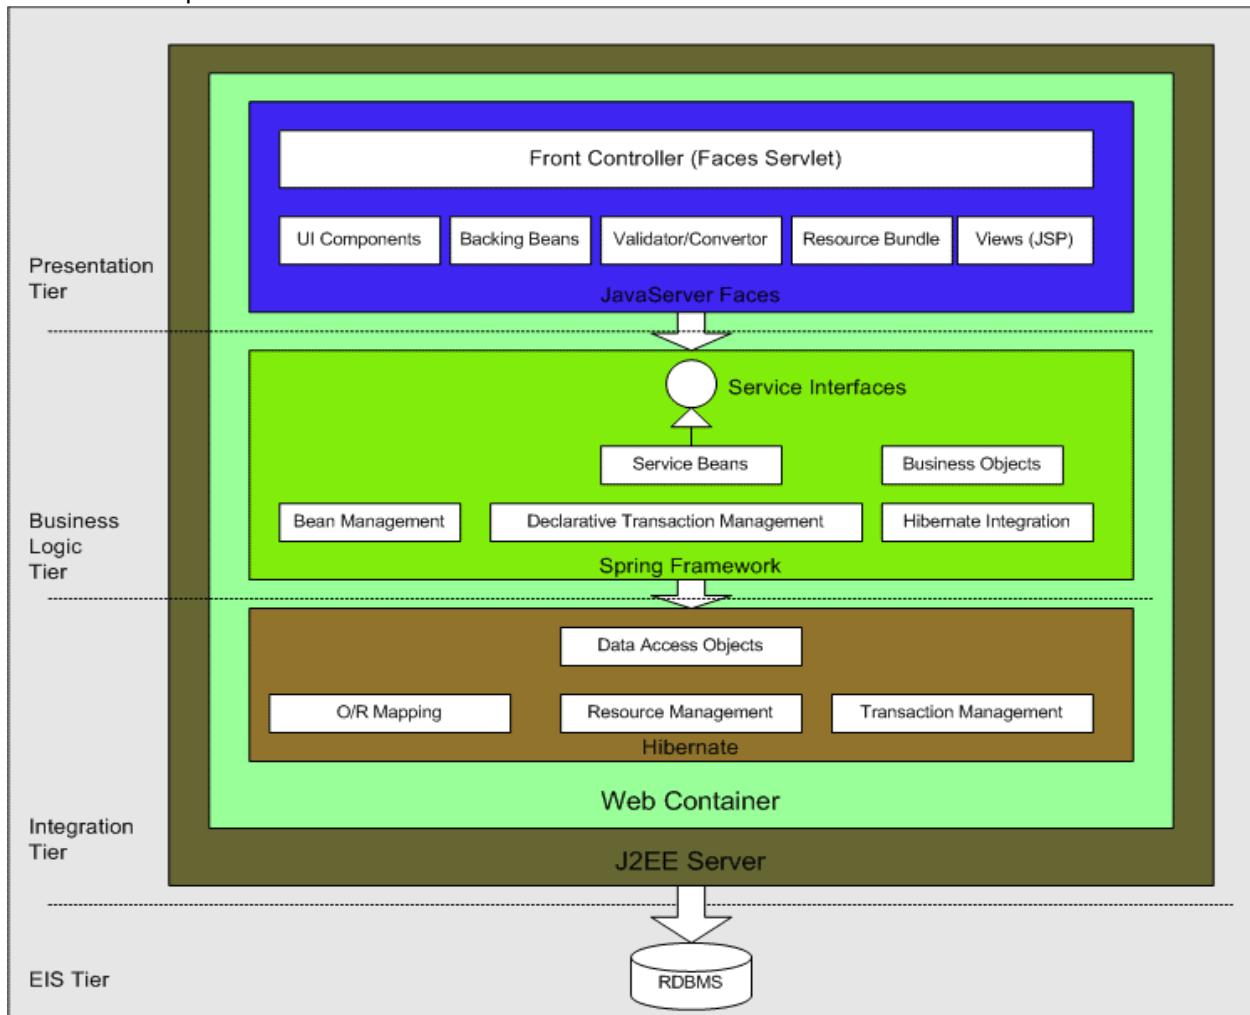 Front Controller (Faces Servlet)
UI Components
Backing Beans
Validator/Convertor
Resource Bundle
Views (JSP)
Presentation
Tier
JavaServer Faces
Service Interfaces
Service Beans
Business Objects
Business
Logic
Tier
Bean Management
Declarative Transaction Management
Hibernate Integration
Spring Framework
Data Access Objects
O/R Mapping
Resource Management
Transaction Management
Hibernate
Web Container
Integration
Tier
J2EE Server
EIS Tier
RDBMS